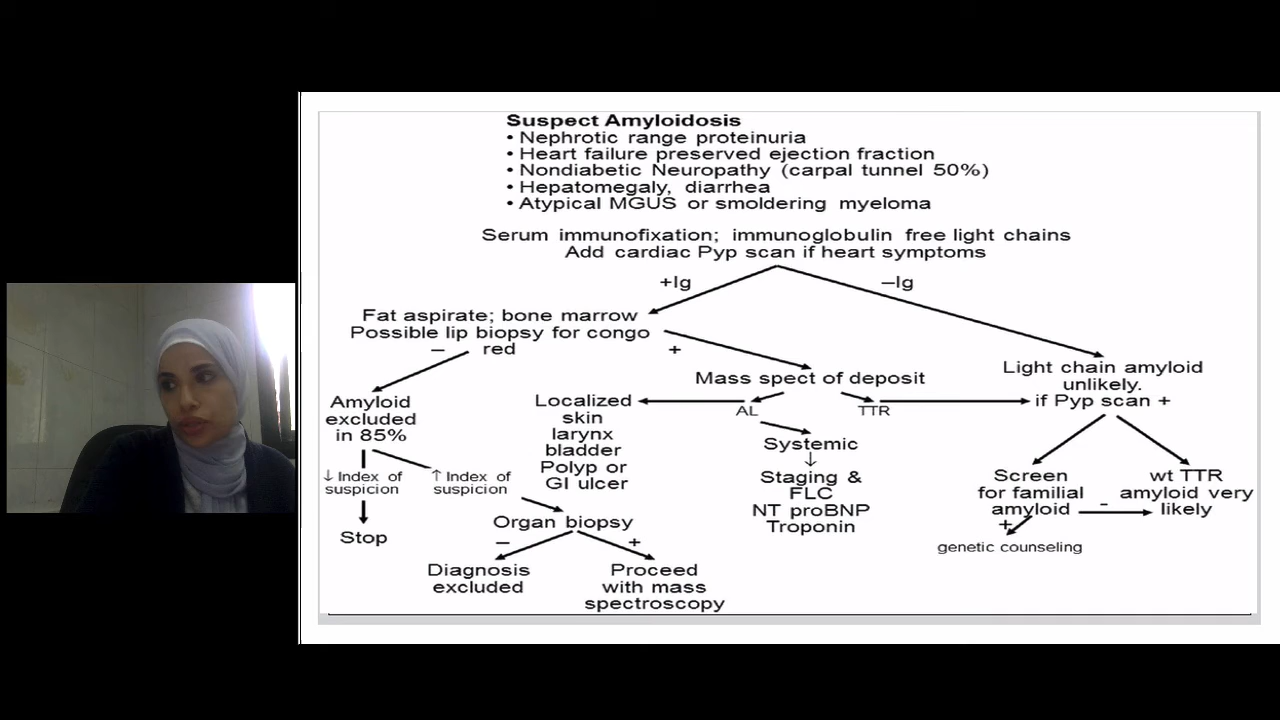 Suspect Amyloidosis
• Nephrotic range proteinuria
• Heart failure preserved ejection fraction
• Nondiabetic Neuropathy (carpal tunnel 50%)
• Hepatomegaly, diarrhea
• Atypical MGUS or smoldering myeloma
Serum immunofixation; immunoglobulin free light chains
Add cardiac Pyp scan if heart symptoms
+Ig
–Ig
Fat aspirate; bone marrow
Possible lip biopsy for congo
red
–
+
Mass spect of deposit
Light chain amyloid
unlikely.
if Pyp scan +
Amyloid
excluded
in 85%
Localized
skin
larynx
bladder
Polyp or
GI ulcer
AL
TTR
Systemic
↓
Staging &
FLC
NT proBNP
Troponin
↓ Index of
suspicion
↑ Index of
suspicion
Stop
Organ biopsy
–
+
Diagnosis
excluded
Proceed
with mass
spectroscopy
Screen
for familial
amyloid
-
+
genetic counseling
wt TTR
amyloid very
likely